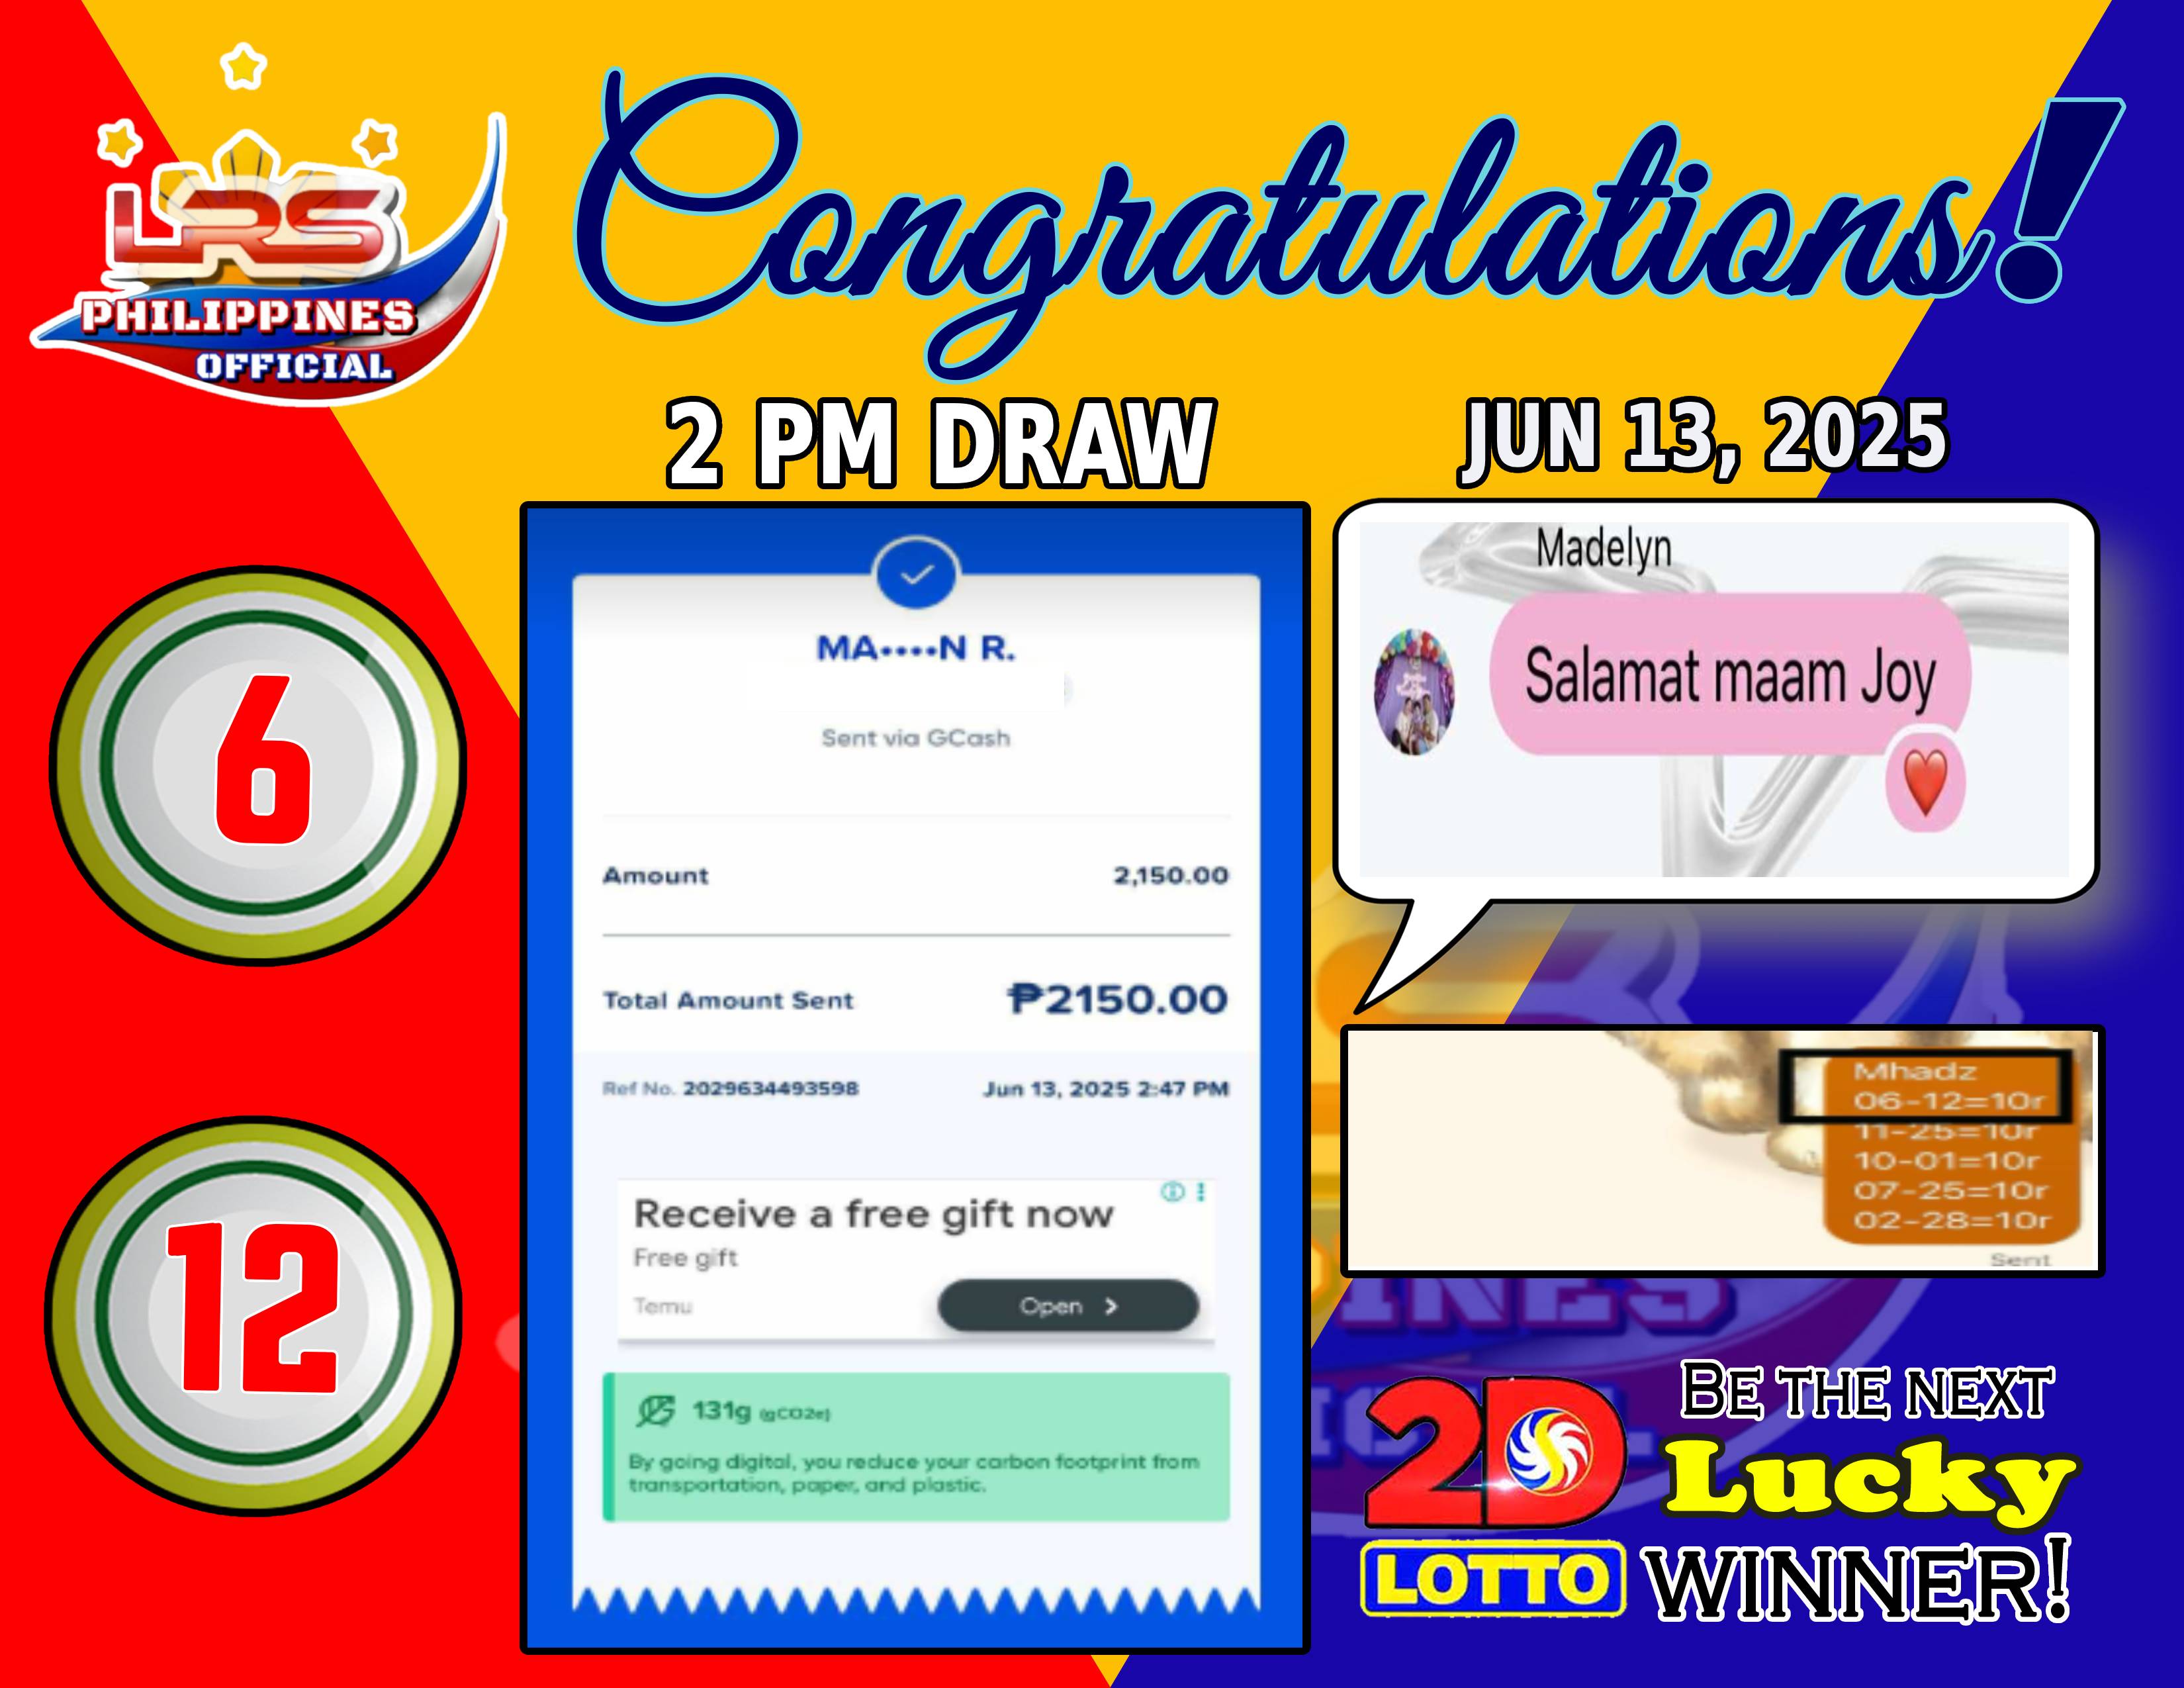 LRS
PHILIPPINES
OFFICIAL
Congratulations!
2 PM DRAW
JUN 13, 2025
6
12
MA••••N R.
Sent via GCash
Amount 2,150.00
Total Amount Sent ₱2150.00
Ref No. 2029634493598 Jun 13, 2025 2:47 PM
Receive a free gift now
Free gift
Temu
Open >
131g (gCO2e)
By going digital, you reduce your carbon footprint from
transportation, paper, and plastic.
Madelyn
Salamat maam Joy
Mhadz
06-12=10r
11-25=10r
10-01=10r
07-25=10r
02-28=10r
Sent
2D
LOTTO
BE THE NEXT
Lucky
WINNER!